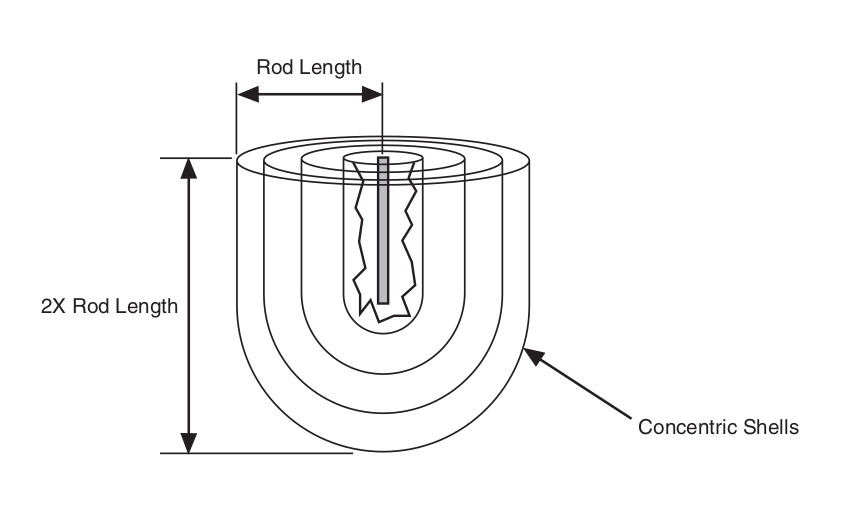 Rod Length
2X Rod Length
Concentric Shells